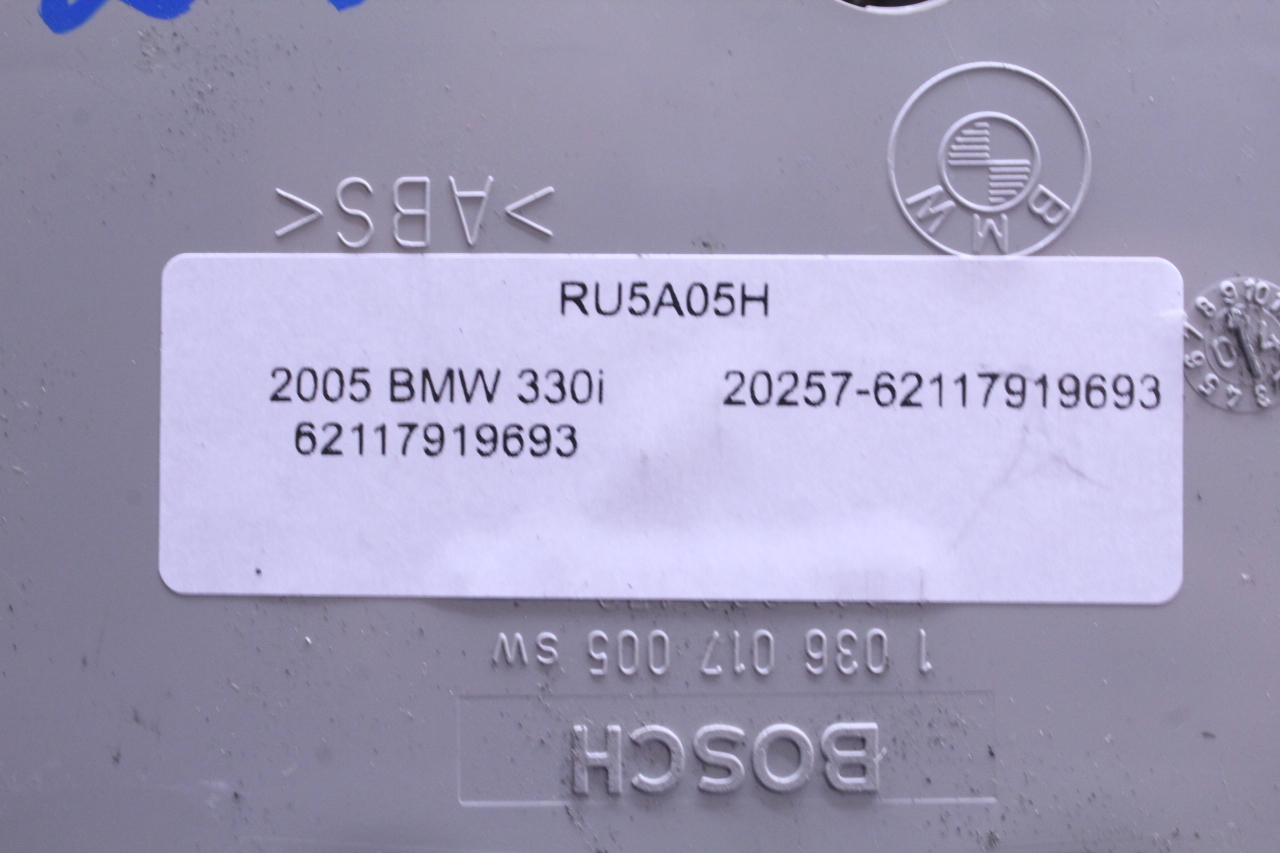 >ABS<
BMW
RU5A05H
2005 BMW 330i 20257-62117919693
62117919693
1 036 017 005 sw
BOSCH